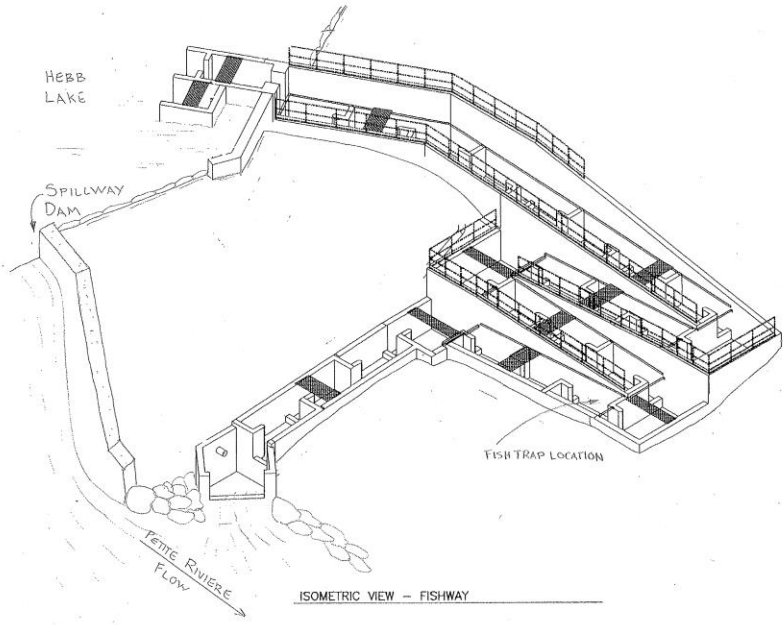 HEBB
LAKE
SPILLWAY
DAM
FISH TRAP LOCATION
PETITE RIVIERE
FLOW
ISOMETRIC VIEW - FISHWAY